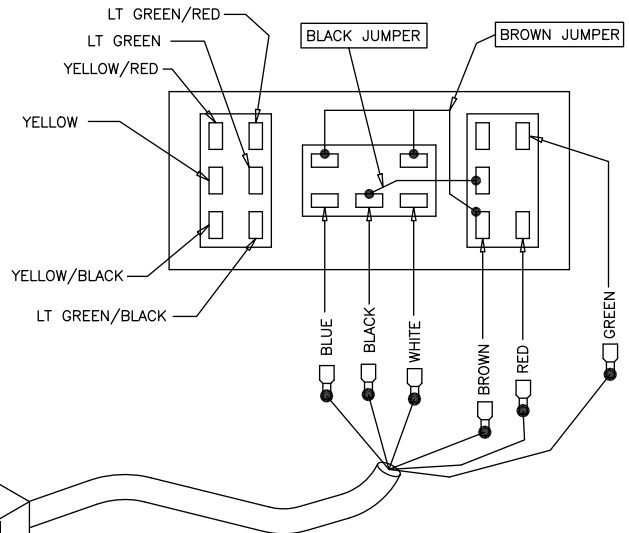 LT GREEN/RED
LT GREEN
YELLOW/RED
YELLOW
YELLOW/BLACK
LT GREEN/BLACK
BLACK JUMPER
BROWN JUMPER
BLUE
BLACK
WHITE
BROWN
RED
GREEN